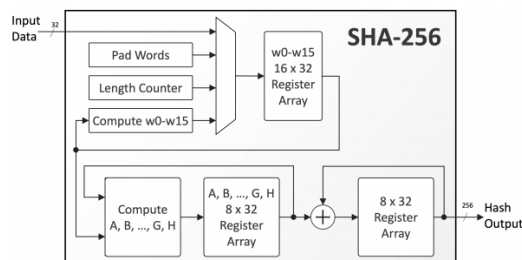 Input
Data
32
SHA-256
Pad Words
Length Counter
Compute w0-w15
w0-w15
16 x 32
Register
Array
Compute
A, B, ..., G, H
A, B, ..., G, H
8 x 32
Register
Array
+
8 x 32
Register
Array
256
Hash
Output